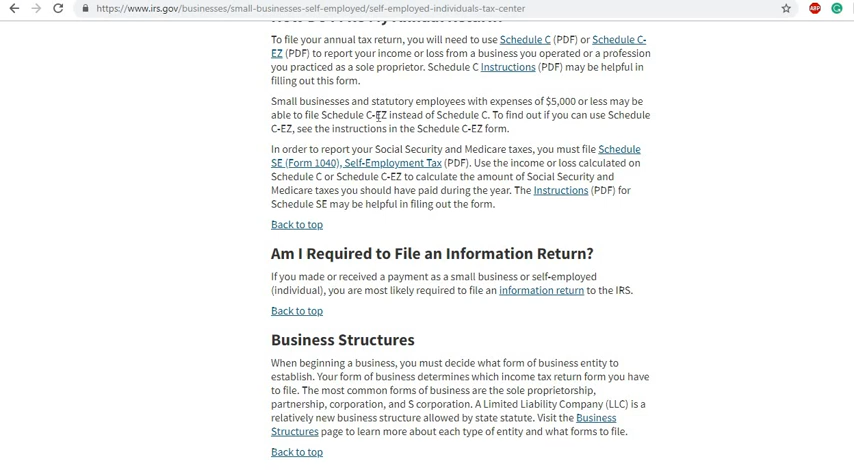 https://www.irs.gov/businesses/small-businesses-self-employed/self-employed-individuals-tax-center
ABP
To file your annual tax return, you will need to use Schedule C (PDF) or Schedule C-
EZ (PDF) to report your income or loss from a business you operated or a profession
you practiced as a sole proprietor. Schedule C Instructions (PDF) may be helpful in
filling out this form.
Small businesses and statutory employees with expenses of $5,000 or less may be
able to file Schedule C-EZ instead of Schedule C. To find out if you can use Schedule
C-EZ, see the instructions in the Schedule C-EZ form.
In order to report your Social Security and Medicare taxes, you must file Schedule
SE (Form 1040), Self-Employment Tax (PDF). Use the income or loss calculated on
Schedule C or Schedule C-EZ to calculate the amount of Social Security and
Medicare taxes you should have paid during the year. The Instructions (PDF) for
Schedule SE may be helpful in filing out the form.
Back to top
Am I Required to File an Information Return?
If you made or received a payment as a small business or self-employed
(individual), you are most likely required to file an information return to the IRS.
Back to top
Business Structures
When beginning a business, you must decide what form of business entity to
establish. Your form of business determines which income tax return form you have
to file. The most common forms of business are the sole proprietorship,
partnership, corporation, and S corporation. A Limited Liability Company (LLC) is a
relatively new business structure allowed by state statute. Visit the Business
Structures page to learn more about each type of entity and what forms to file.
Back to top